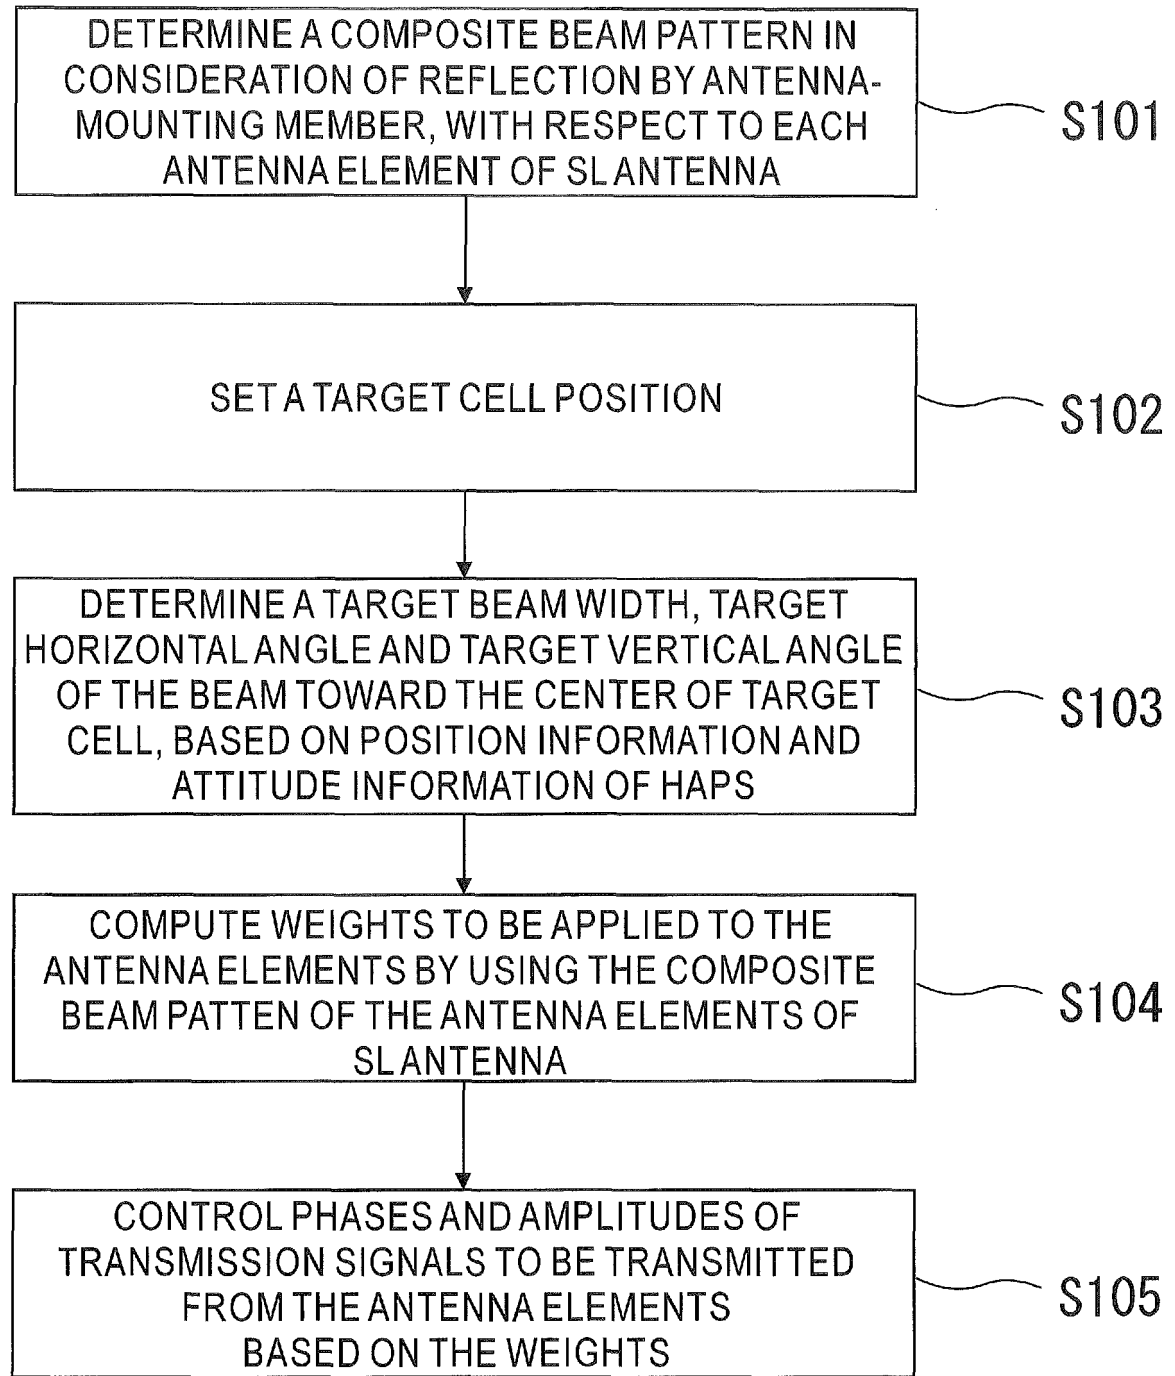 DETERMINE A COMPOSITE BEAM PATTERN IN
CONSIDERATION OF REFLECTION BY ANTENNA-
MOUNTING MEMBER, WITH RESPECT TO EACH
ANTENNA ELEMENT OF SL ANTENNA
S101
SET A TARGET CELL POSITION
S102
DETERMINE A TARGET BEAM WIDTH, TARGET
HORIZONTAL ANGLE AND TARGET VERTICAL ANGLE
OF THE BEAM TOWARD THE CENTER OF TARGET
CELL, BASED ON POSITION INFORMATION AND
ATTITUDE INFORMATION OF HAPS
S103
COMPUTE WEIGHTS TO BE APPLIED TO THE
ANTENNA ELEMENTS BY USING THE COMPOSITE
BEAM PATTEN OF THE ANTENNA ELEMENTS OF
SL ANTENNA
S104
CONTROL PHASES AND AMPLITUDES OF
TRANSMISSION SIGNALS TO BE TRANSMITTED
FROM THE ANTENNA ELEMENTS
BASED ON THE WEIGHTS
S105